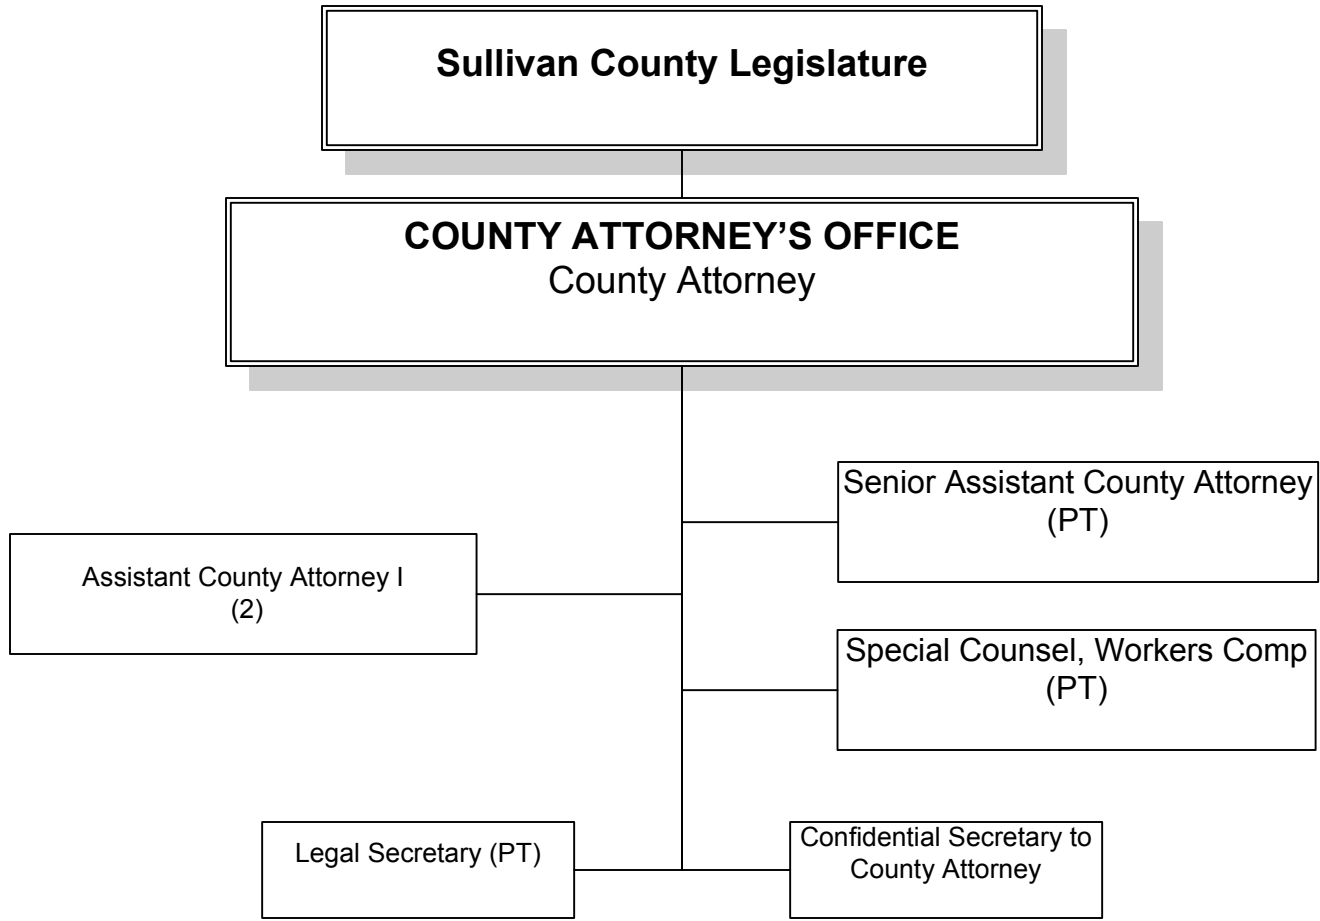 Sullivan County Legislature
COUNTY ATTORNEY’S OFFICE
County Attorney
Senior Assistant County Attorney
(PT)
Assistant County Attorney I
(2)
Special Counsel, Workers Comp
(PT)
Legal Secretary (PT)
Confidential Secretary to
County Attorney